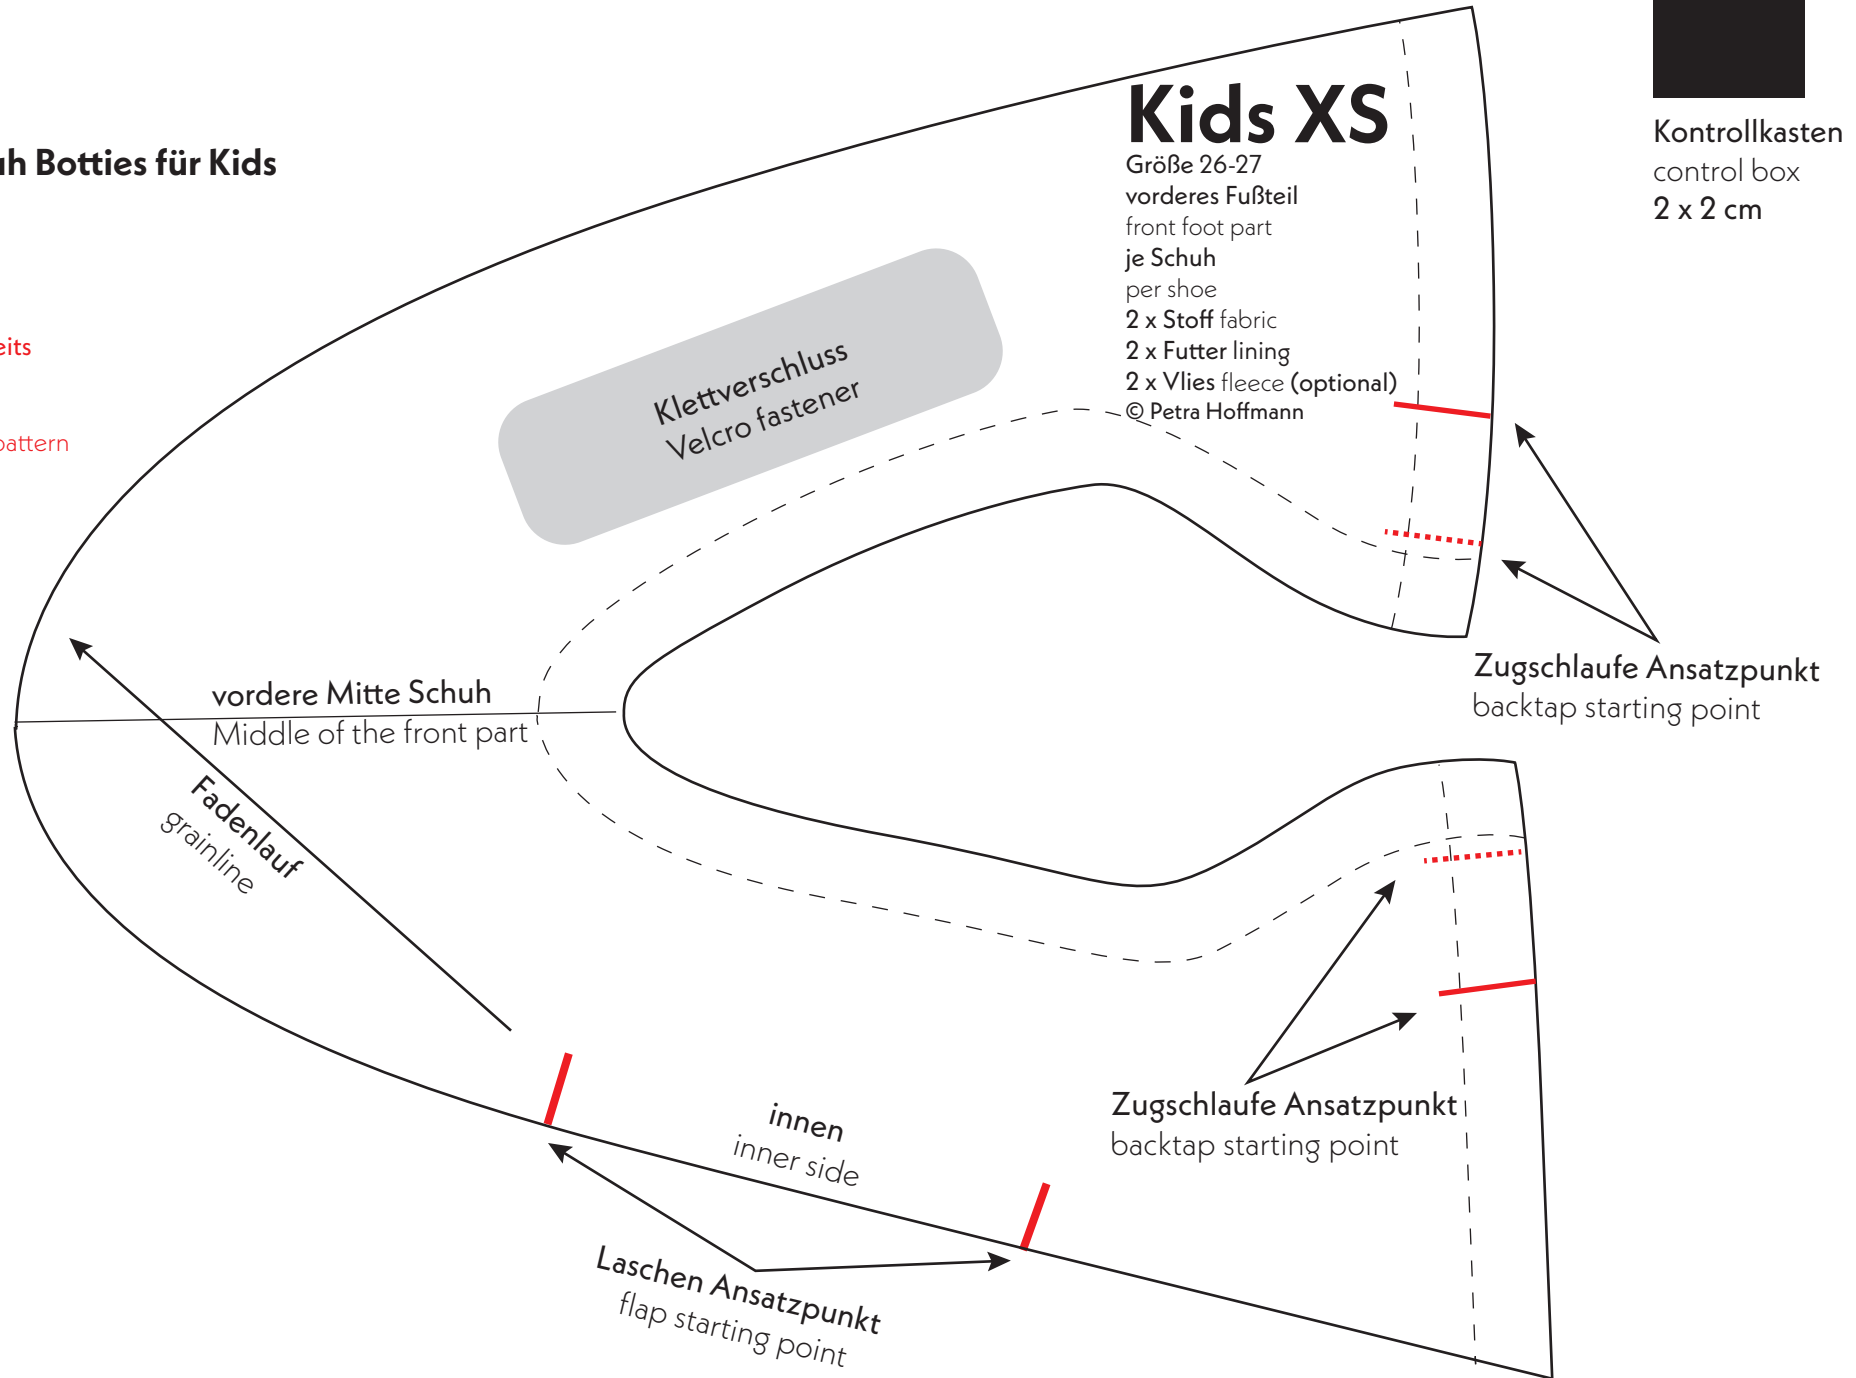 Botties für Kids
Kids XS
Größe 26-27
vorderes Fußteil
front foot part
je Schuh
per shoe
2 x Stoff fabric
2 x Futter lining
2 x Vlies fleece (optional)
© Petra Hoffmann
Kontrollkasten
control box
2 x 2 cm
pattern
Klettverschluss
Velcro fastener
vordere Mitte Schuh
Middle of the front part
Fadenlauf
grainline
Zugschlaufe Ansatzpunkt
backtap starting point
Zugschlaufe Ansatzpunkt
backtap starting point
innen
inner side
Laschen Ansatzpunkt
flap starting point